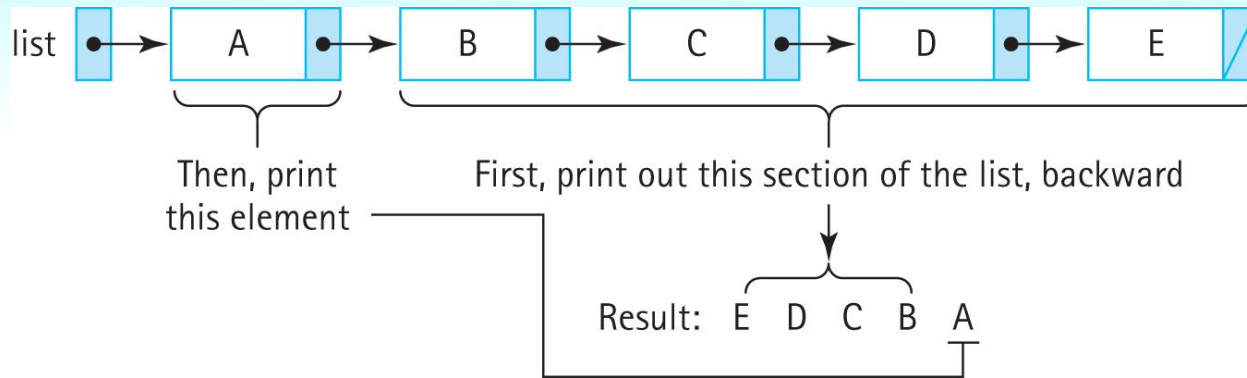 list A B C D E
Then, print
this element
First, print out this section of the list, backward
Result: E D C B A